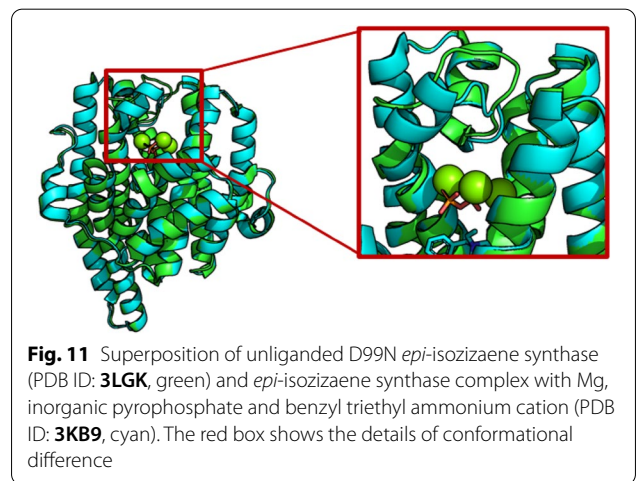 Fig. 11 Superposition of unliganded D99N epi-isozizaene synthase
(PDB ID: 3LGK, green) and epi-isozizaene synthase complex with Mg,
inorganic pyrophosphate and benzyl triethyl ammonium cation (PDB
ID: 3KB9, cyan). The red box shows the details of conformational
difference